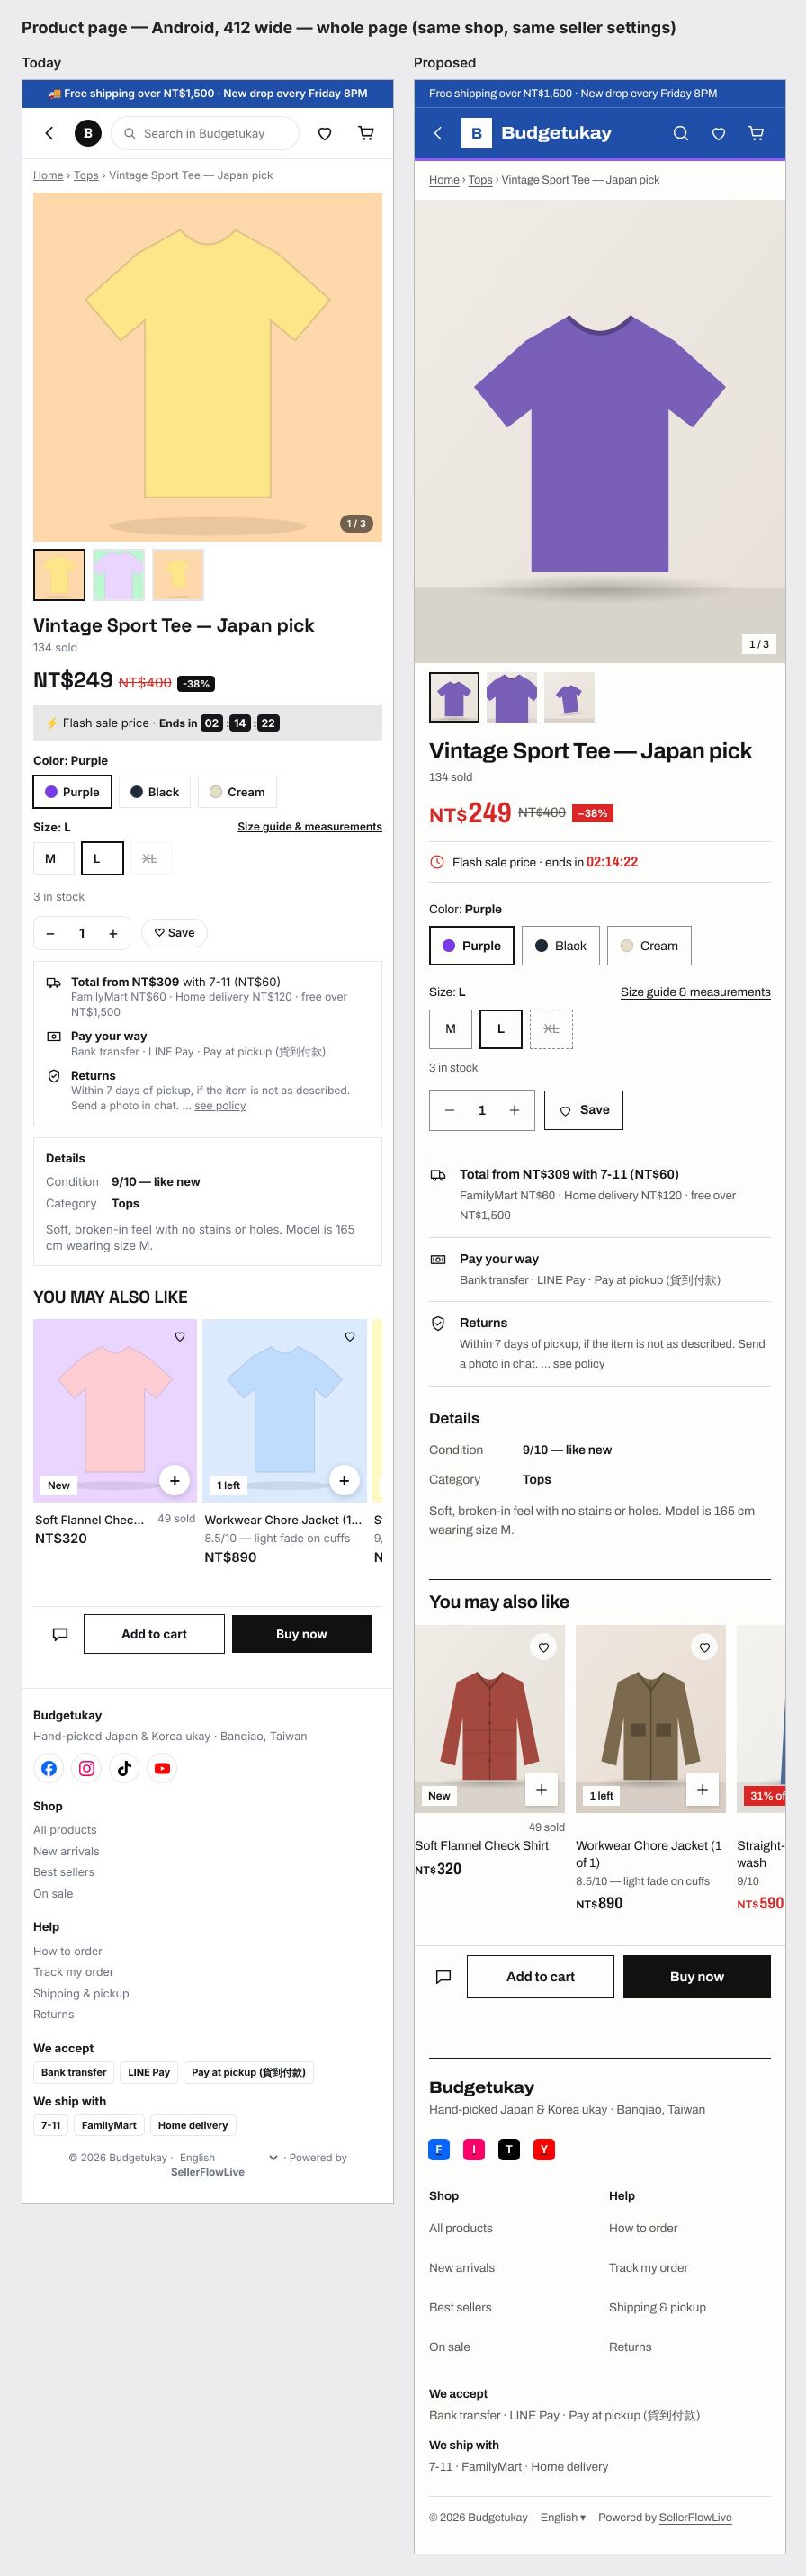 Product page — Android, 412 wide — whole page (same shop, same seller settings)
Today
🚚 Free shipping over NT$1,500 · New drop every Friday 8PM
B
Search in Budgetukay
Home › Tops › Vintage Sport Tee — Japan pick
1 / 3
Vintage Sport Tee — Japan pick
134 sold
NT$249 NT$400 -38%
⚡ Flash sale price · Ends in 02 : 14 : 22
Color: Purple
Purple
Black
Cream
Size: L
Size guide & measurements
M
L
XL
3 in stock
− 1 +
♡ Save
Total from NT$309 with 7-11 (NT$60)
FamilyMart NT$60 · Home delivery NT$120 · free over
NT$1,500
Pay your way
Bank transfer · LINE Pay · Pay at pickup (貨到付款)
Returns
Within 7 days of pickup, if the item is not as described.
Send a photo in chat. ... see policy
Details
Condition 9/10 — like new
Category Tops
Soft, broken-in feel with no stains or holes. Model is 165
cm wearing size M.
YOU MAY ALSO LIKE
New
+
1 left
+
Soft Flannel Chec... 49 sold
NT$320
Workwear Chore Jacket (1...
8.5/10 — light fade on cuffs
NT$890
S
9,
N
Add to cart
Buy now
Budgetukay
Hand-picked Japan & Korea ukay · Banqiao, Taiwan
Shop
All products
New arrivals
Best sellers
On sale
Help
How to order
Track my order
Shipping & pickup
Returns
We accept
Bank transfer
LINE Pay
Pay at pickup (貨到付款)
We ship with
7-11
FamilyMart
Home delivery
© 2026 Budgetukay · English · Powered by
SellerFlowLive
Proposed
Free shipping over NT$1,500 · New drop every Friday 8PM
B
Budgetukay
Home › Tops › Vintage Sport Tee — Japan pick
1 / 3
Vintage Sport Tee — Japan pick
134 sold
NT$249 NT$400 −38%
Flash sale price · ends in 02:14:22
Color: Purple
Purple
Black
Cream
Size: L
Size guide & measurements
M
L
XL
3 in stock
− 1 +
Save
Total from NT$309 with 7-11 (NT$60)
FamilyMart NT$60 · Home delivery NT$120 · free over
NT$1,500
Pay your way
Bank transfer · LINE Pay · Pay at pickup (貨到付款)
Returns
Within 7 days of pickup, if the item is not as described. Send
a photo in chat. ... see policy
Details
Condition 9/10 — like new
Category Tops
Soft, broken-in feel with no stains or holes. Model is 165 cm
wearing size M.
You may also like
New
+
1 left
+
31% of
49 sold
Soft Flannel Check Shirt
NT$320
Workwear Chore Jacket (1
of 1)
8.5/10 — light fade on cuffs
NT$890
Straight-
wash
9/10
NT$590
Add to cart
Buy now
Budgetukay
Hand-picked Japan & Korea ukay · Banqiao, Taiwan
F I T Y
Shop
All products
New arrivals
Best sellers
On sale
Help
How to order
Track my order
Shipping & pickup
Returns
We accept
Bank transfer · LINE Pay · Pay at pickup (貨到付款)
We ship with
7-11 · FamilyMart · Home delivery
© 2026 Budgetukay English ▾ Powered by SellerFlowLive